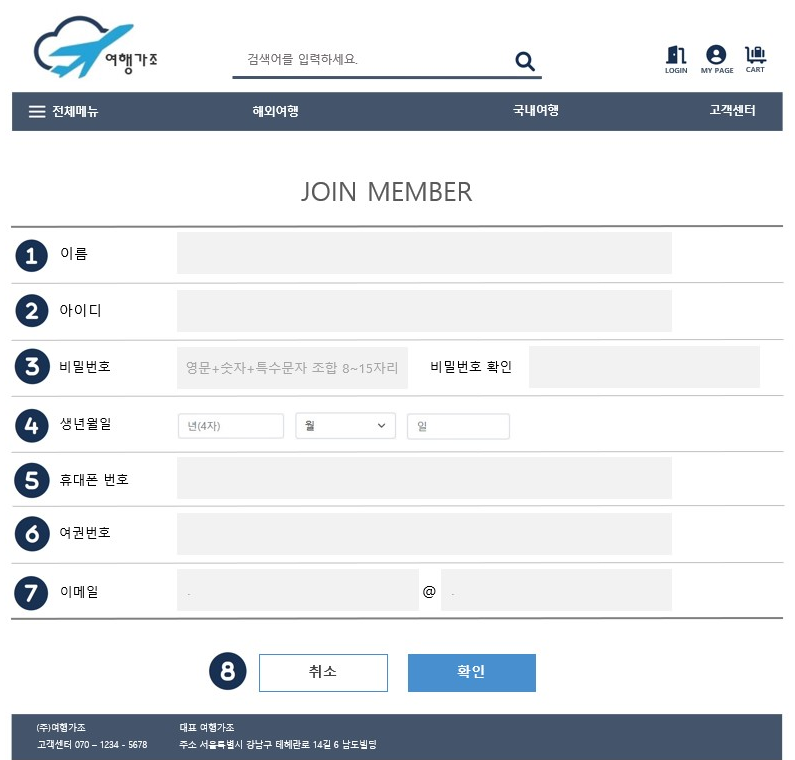 여행가조
검색어를 입력하세요.
LOGIN MY PAGE CART
전체메뉴 해외여행 국내여행 고객센터
JOIN MEMBER
1 이름
2 아이디
3 비밀번호 영문+숫자+특수문자 조합 8~15자리 비밀번호 확인
4 생년월일 년(4자) 월 일
5 휴대폰 번호
6 여권번호
7 이메일 . @ .
8 취소 확인
(주)여행가조 대표 여행가조
고객센터 070 – 1234 - 5678 주소 서울특별시 강남구 테헤란로 14길 6 남도빌딩